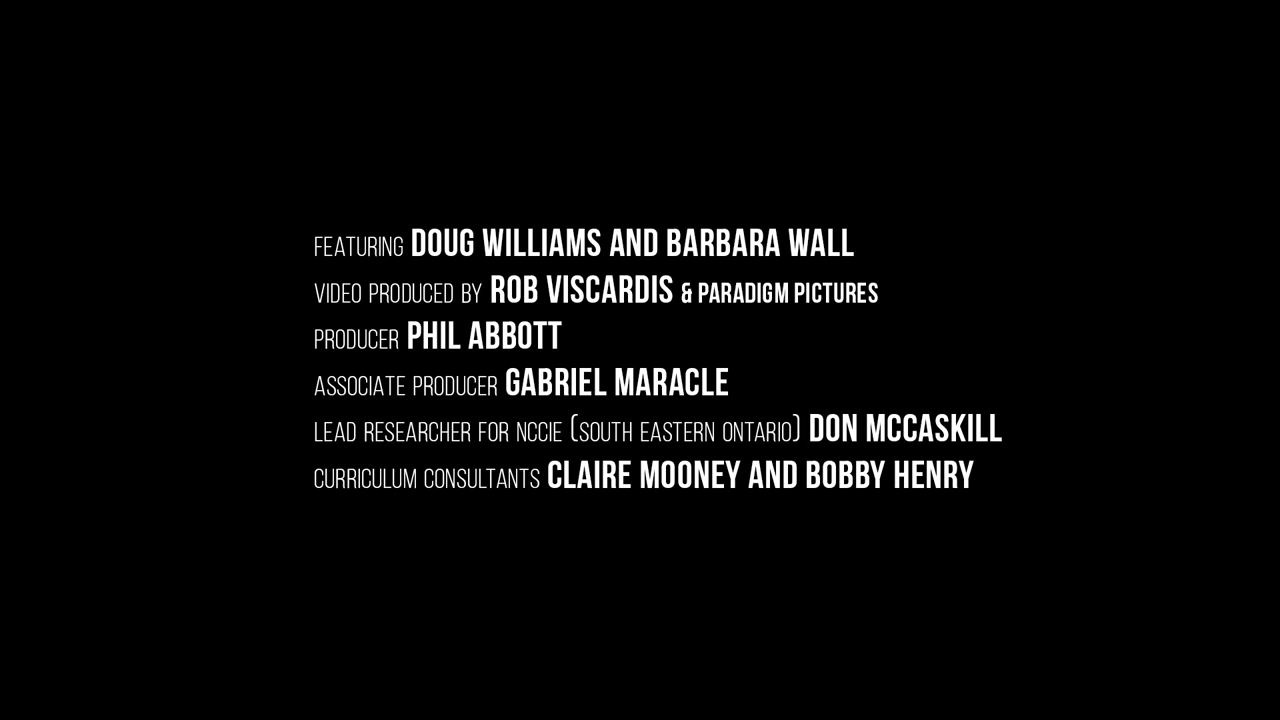 FEATURING DOUG WILLIAMS AND BARBARA WALL
VIDEO PRODUCED BY ROB VISCARDIS & PARADIGM PICTURES
PRODUCER PHIL ABBOTT
ASSOCIATE PRODUCER GABRIEL MARACLE
LEAD RESEARCHER FOR NCCIE (SOUTH EASTERN ONTARIO) DON MCCASKILL
CURRICULUM CONSULTANTS CLAIRE MOONEY AND BOBBY HENRY